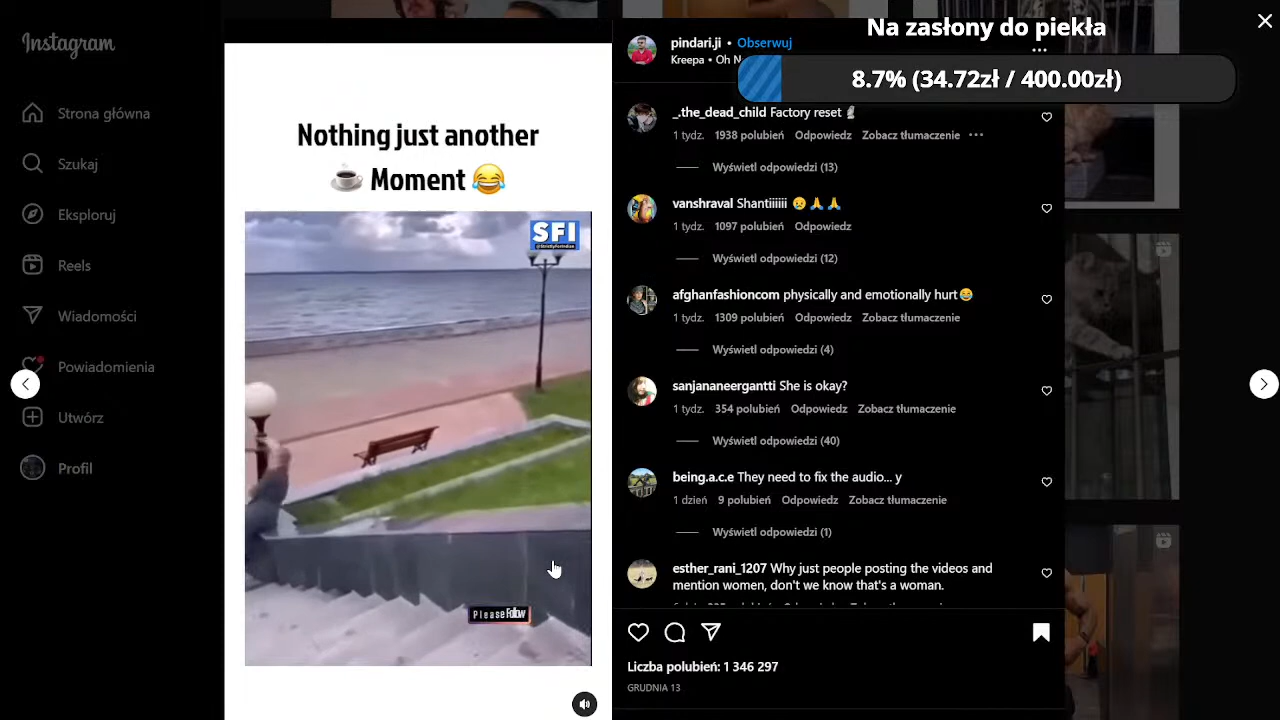 Instagram
Strona główna
Szukaj
Eksploruj
Reels
Wiadomości
Powiadomienia
Utwórz
Profil
Nothing just another
☕ Moment 😂
SFI
Please Follow
Na zasłony do piekła
8.7% (34.72zł / 400.00zł)
pindari.ji • Obserwuj
Kreepa • Oh N
_.the_dead_child Factory reset
1 tydz. 1938 polubień Odpowiedz Zobacz tłumaczenie •••
Wyświetl odpowiedzi (13)
vanshraval Shantiiiiii 😥🙏🙏
1 tydz. 1097 polubień Odpowiedz
Wyświetl odpowiedzi (12)
afghanfashioncom physically and emotionally hurt😂
1 tydz. 1309 polubień Odpowiedz Zobacz tłumaczenie
Wyświetl odpowiedzi (4)
sanjananeergantti She is okay?
1 tydz. 354 polubień Odpowiedz Zobacz tłumaczenie
Wyświetl odpowiedzi (40)
being.a.c.e They need to fix the audio... y
1 dzień 9 polubień Odpowiedz Zobacz tłumaczenie
Wyświetl odpowiedzi (1)
esther_rani_1207 Why just people posting the videos and
mention women, don't we know that's a woman.
Liczba polubień: 1 346 297
GRUDNIA 13